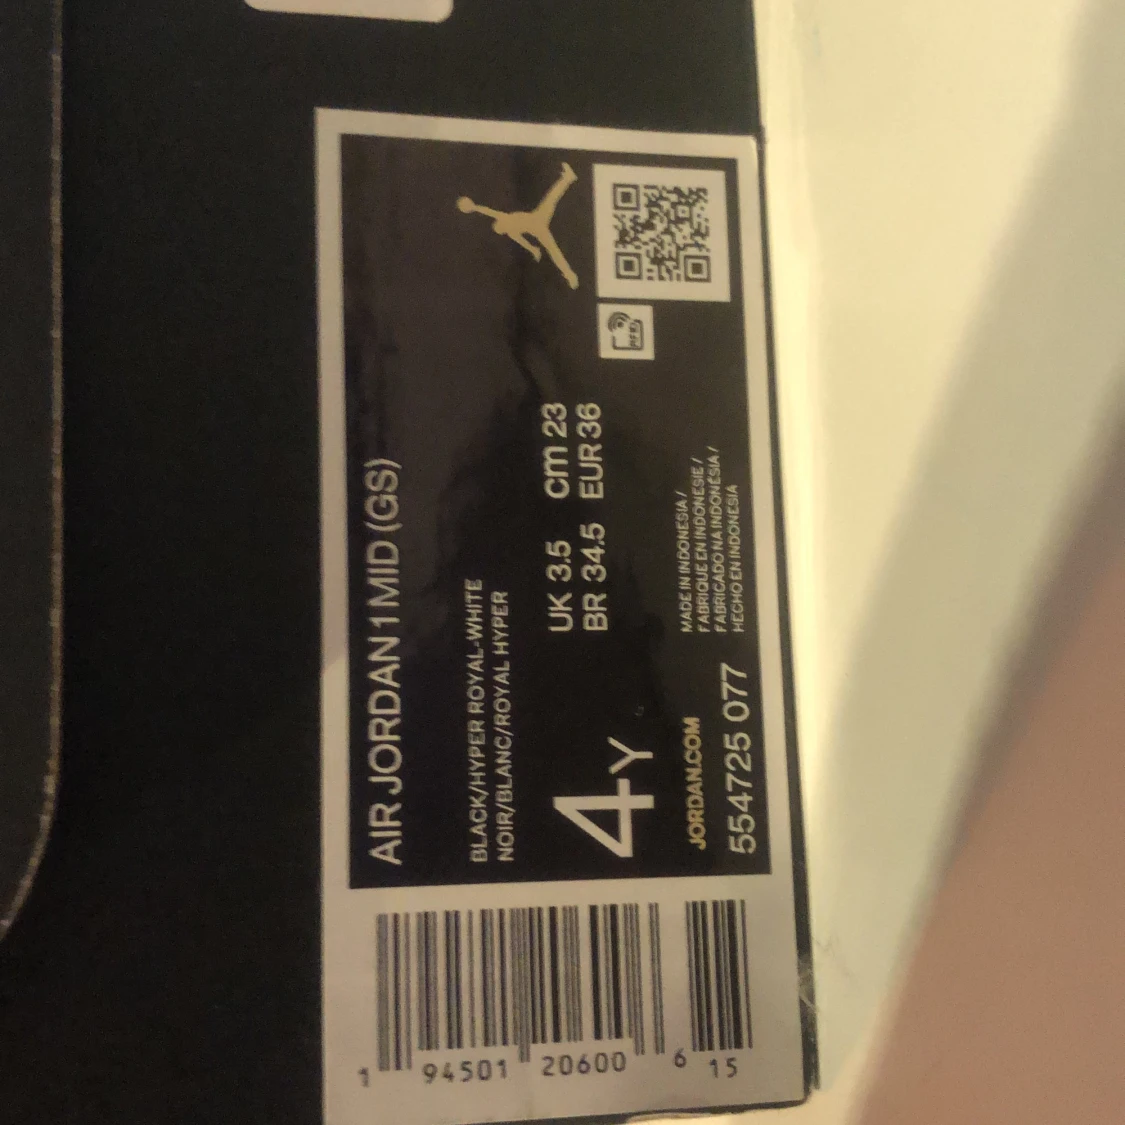 AIR JORDAN 1 MID (GS)
BLACK/HYPER ROYAL-WHITE
NOIR/BLANC/ROYAL HYPER
4Y
UK 3.5 cm 23
BR 34.5 EUR 36
RFID
JORDAN.COM
554725 077
MADE IN INDONESIA /
FABRIQUE EN INDONESIE /
FABRICADO NA INDONÉSIA /
HECHO EN INDONESIA
1 94501 20600 6 15